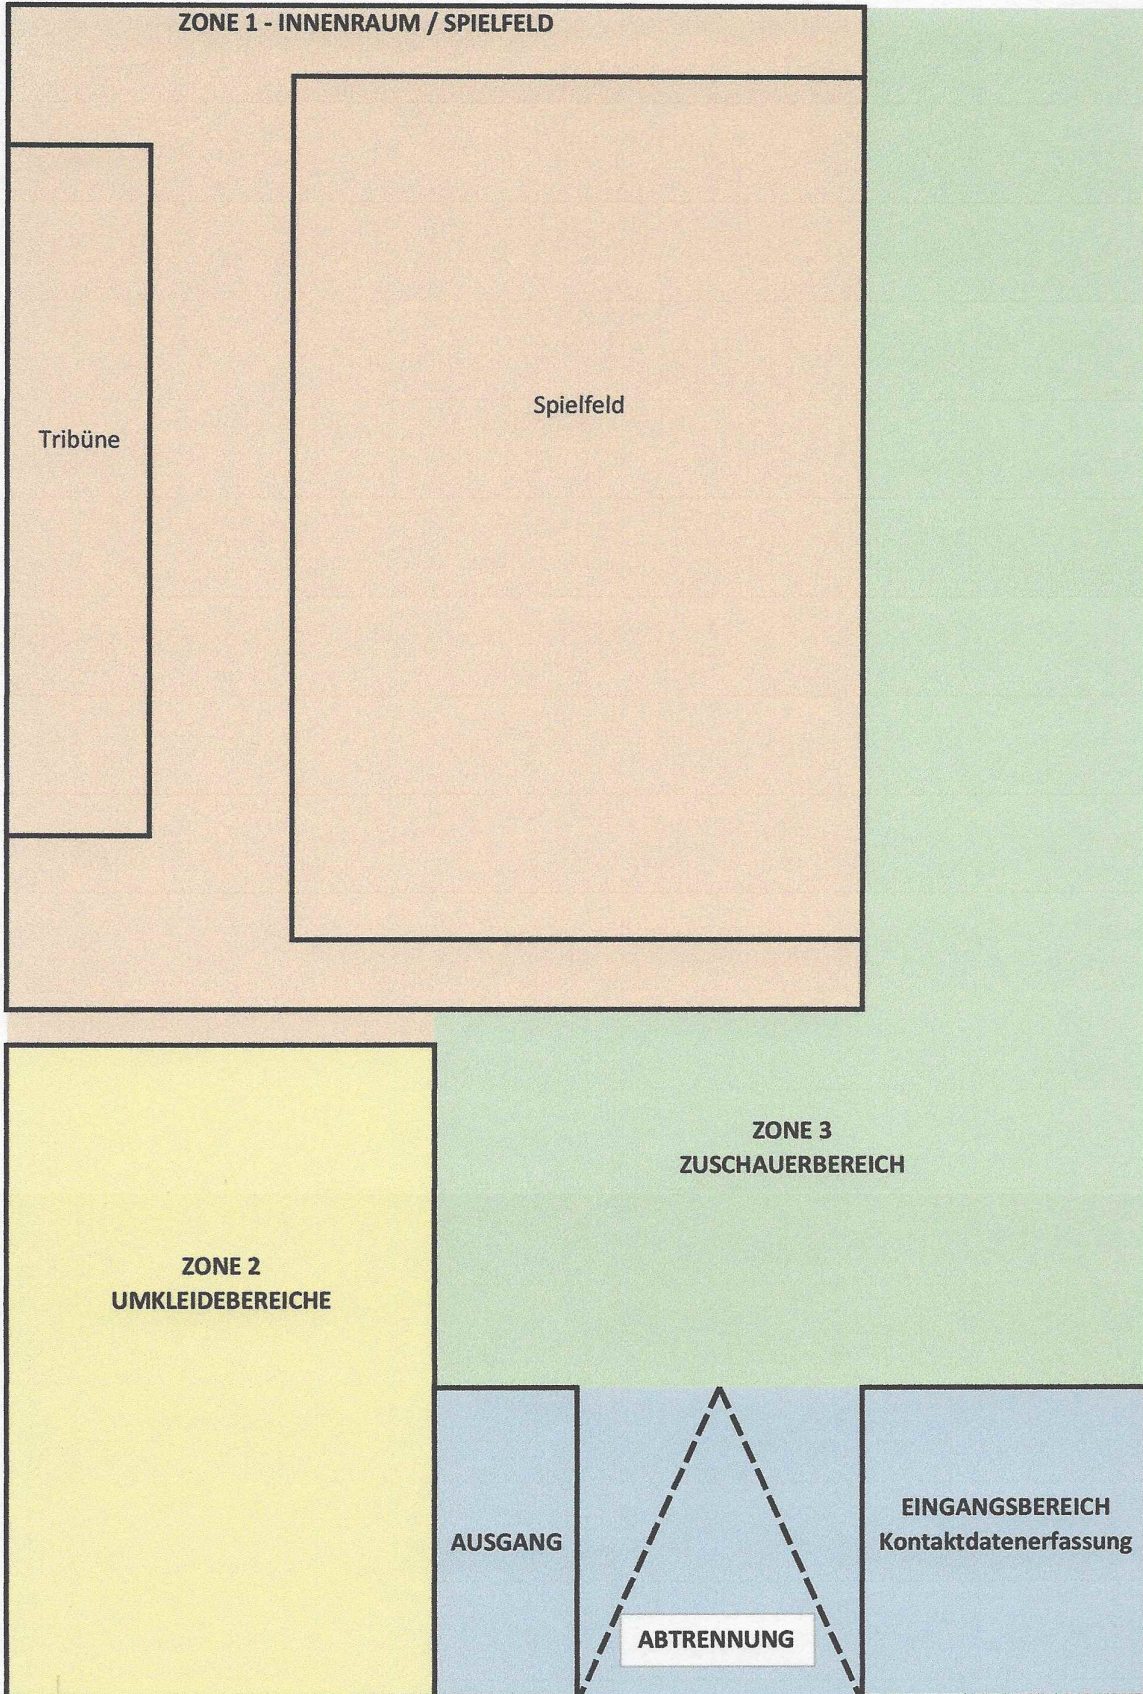 ZONE 1 - INNENRAUM / SPIELFELD
Spielfeld
Tribüne
ZONE 3
ZUSCHAUERBEREICH
ZONE 2
UMKLEIDEBEREICHE
EINGANGSBEREICH
Kontaktdatenerfassung
AUSGANG
ABTRENNUNG